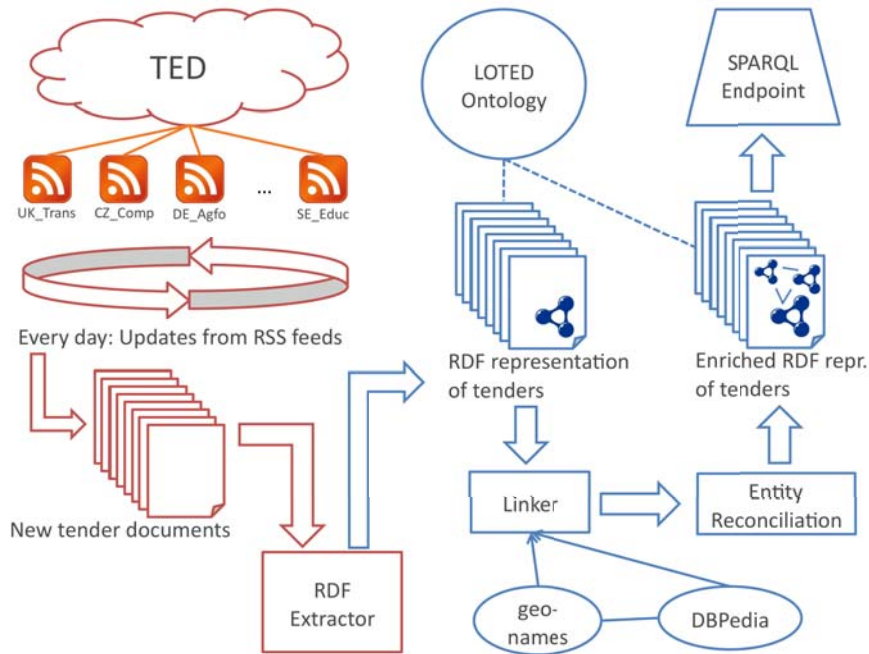 TED
UK_Trans
CZ_Comp
DE_Agfo
...
SE_Educ
Every day: Updates from RSS feeds
New tender documents
RDF
Extractor
LOTED
Ontology
SPARQL
Endpoint
RDF representation
of tenders
Enriched RDF repr.
of tenders
Linker
Entity
Reconciliation
geo-
names
DBPedia